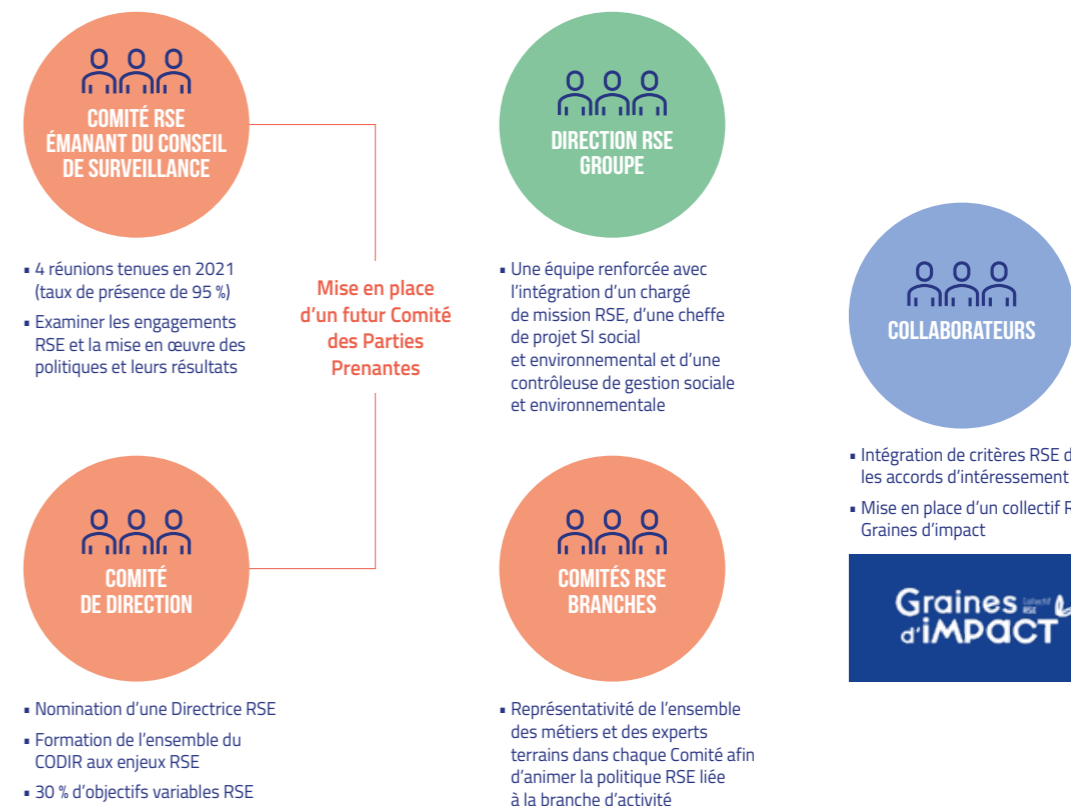 COMITÉ RSE
ÉMANANT DU CONSEIL
DE SURVEILLANCE
▪ 4 réunions tenues en 2021
(taux de présence de 95 %)
▪ Examiner les engagements
RSE et la mise en œuvre des
politiques et leurs résultats
Mise en place
d’un futur Comité
des Parties
Prenantes
COMITÉ
DE DIRECTION
▪ Nomination d’une Directrice RSE
▪ Formation de l’ensemble du
CODIR aux enjeux RSE
▪ 30 % d’objectifs variables RSE
DIRECTION RSE
GROUPE
▪ Une équipe renforcée avec
l’intégration d’un chargé
de mission RSE, d’une cheffe
de projet SI social
et environnemental et d’une
contrôleuse de gestion sociale
et environnementale
COMITÉS RSE
BRANCHES
▪ Représentativité de l’ensemble
des métiers et des experts
terrains dans chaque Comité afin
d’animer la politique RSE liée
à la branche d’activité
COLLABORATEURS
▪ Intégration de critères RSE
les accords d’intéressement
▪ Mise en place d’un collectif
Graines d’impact
Graines Collectif RSE
d’iMPACT